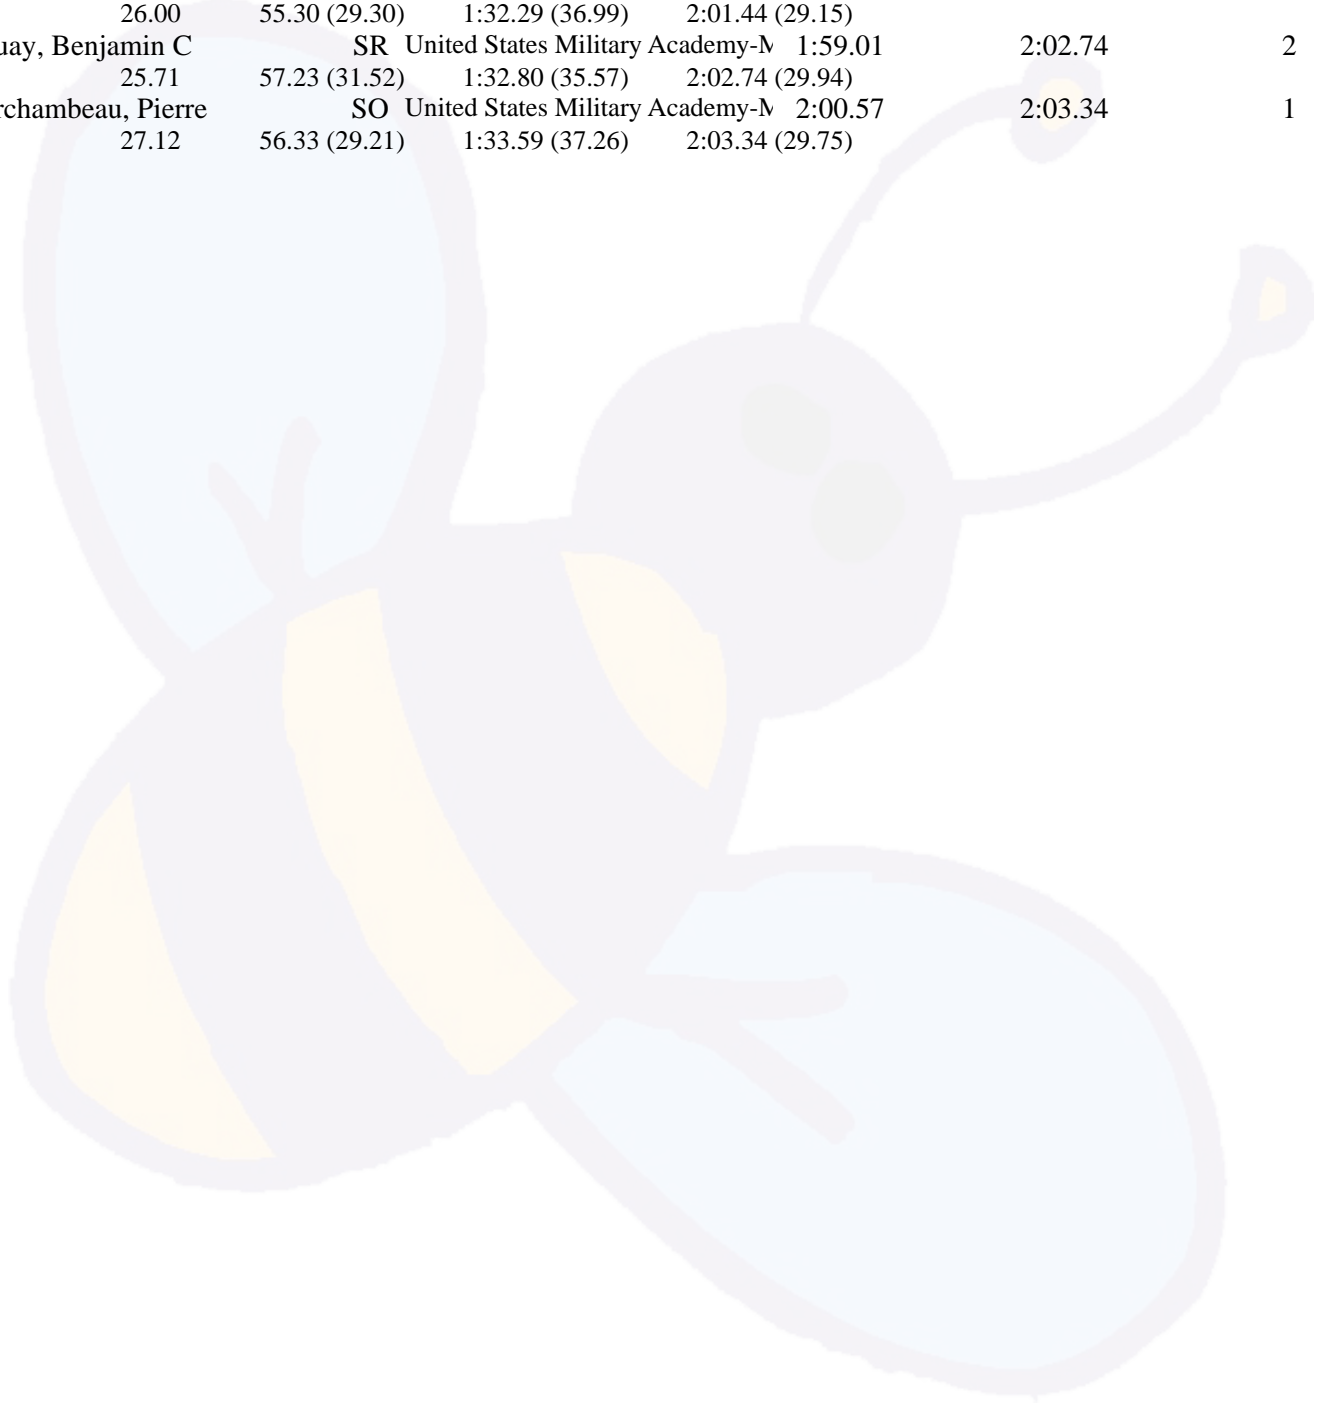 26.00 55.30 (29.30) 1:32.29 (36.99) 2:01.44 (29.15)
Benjamin C SR United States Military Academy-M 1:59.01 2:02.74 2
25.71 57.23 (31.52) 1:32.80 (35.57) 2:02.74 (29.94)
rchambeau, Pierre SO United States Military Academy-M 2:00.57 2:03.34 1
27.12 56.33 (29.21) 1:33.59 (37.26) 2:03.34 (29.75)